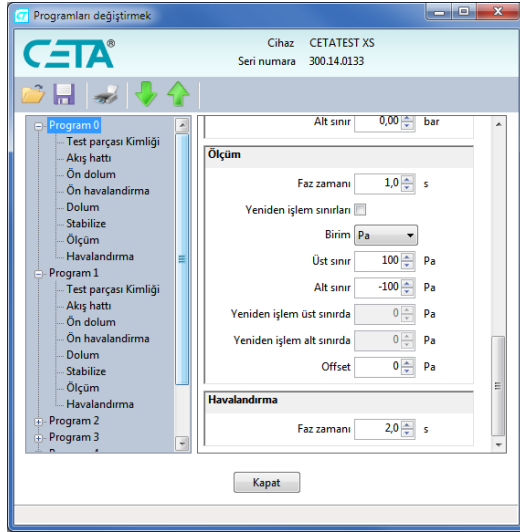 Programları değiştirmek
CETA®
Cihaz CETATEST XS
Seri numara 300.14.0133
Program 0
Test parçası Kimliği
Akış hattı
Ön dolum
Ön havalandırma
Dolum
Stabilize
Ölçüm
Havalandırma
Program 1
Test parçası Kimliği
Akış hattı
Ön dolum
Ön havalandırma
Dolum
Stabilize
Ölçüm
Havalandırma
Program 2
Program 3
Alt sınır 0,00 bar
Ölçüm
Faz zamanı 1,0 s
Yeniden işlem sınırları
Birim Pa
Üst sınır 100 Pa
Alt sınır -100 Pa
Yeniden işlem üst sınırda 0 Pa
Yeniden işlem alt sınırda 0 Pa
Offset 0 Pa
Havalandırma
Faz zamanı 2,0 s
Kapat